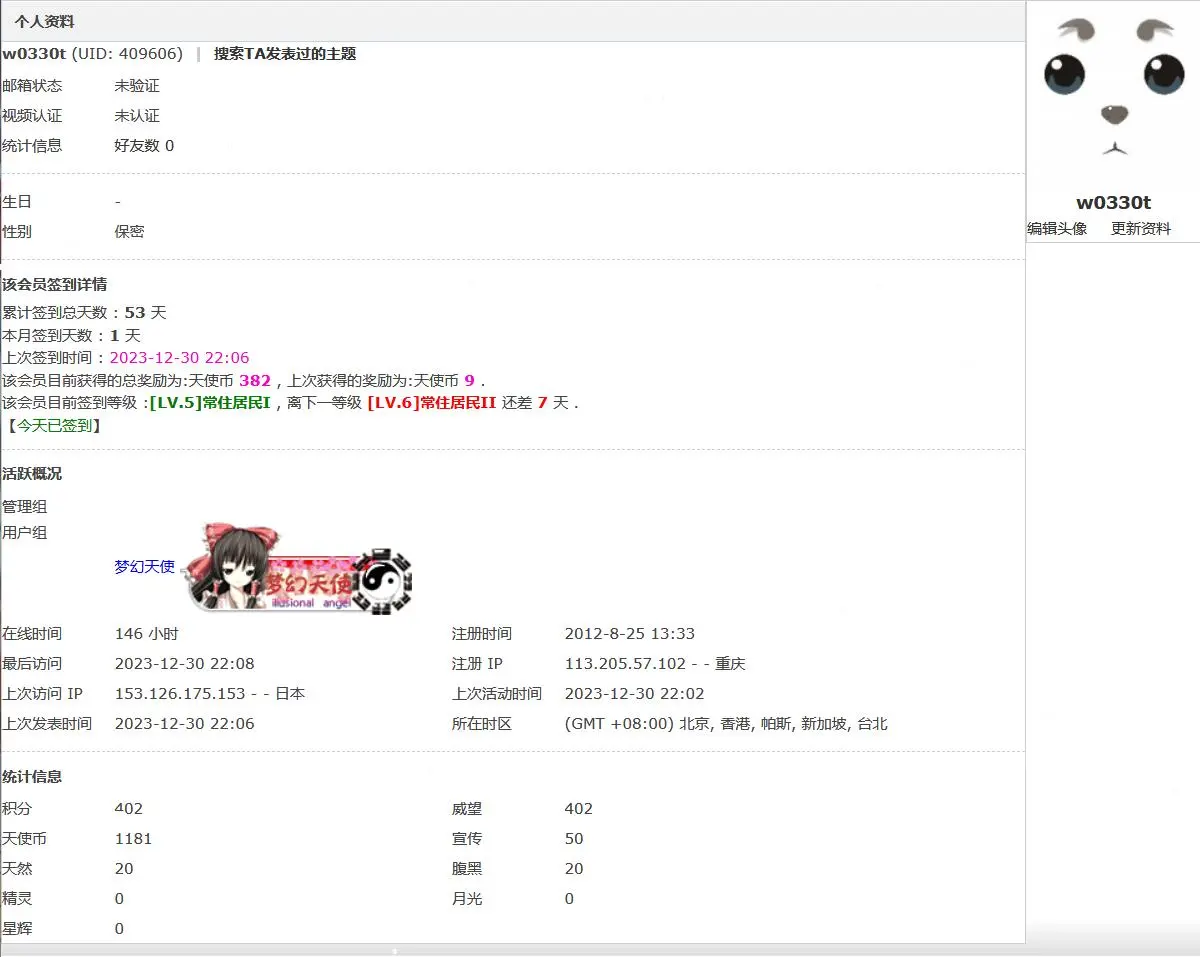 个人资料
w0330t (UID: 409606) | 搜索TA发表过的主题
邮箱状态 未验证
视频认证 未认证
统计信息 好友数 0
生日 -
性别 保密
该会员签到详情
累计签到总天数 : 53 天
本月签到天数 : 1 天
上次签到时间 : 2023-12-30 22:06
该会员目前获得的总奖励为:天使币 382 , 上次获得的奖励为:天使币 9 .
该会员目前签到等级 :[LV.5]常住居民I , 离下一等级 [LV.6]常住居民II 还差 7 天 .
【今天已签到】
活跃概况
管理组
用户组
梦幻天使 梦幻天使
illusional angel
在线时间 146 小时 注册时间 2012-8-25 13:33
最后访问 2023-12-30 22:08 注册 IP 113.205.57.102 - - 重庆
上次访问 IP 153.126.175.153 - - 日本 上次活动时间 2023-12-30 22:02
上次发表时间 2023-12-30 22:06 所在时区 (GMT +08:00) 北京, 香港, 帕斯, 新加坡, 台北
统计信息
积分 402 威望 402
天使币 1181 宣传 50
天然 20 腹黑 20
精灵 0 月光 0
星辉 0
w0330t
编辑头像 更新资料